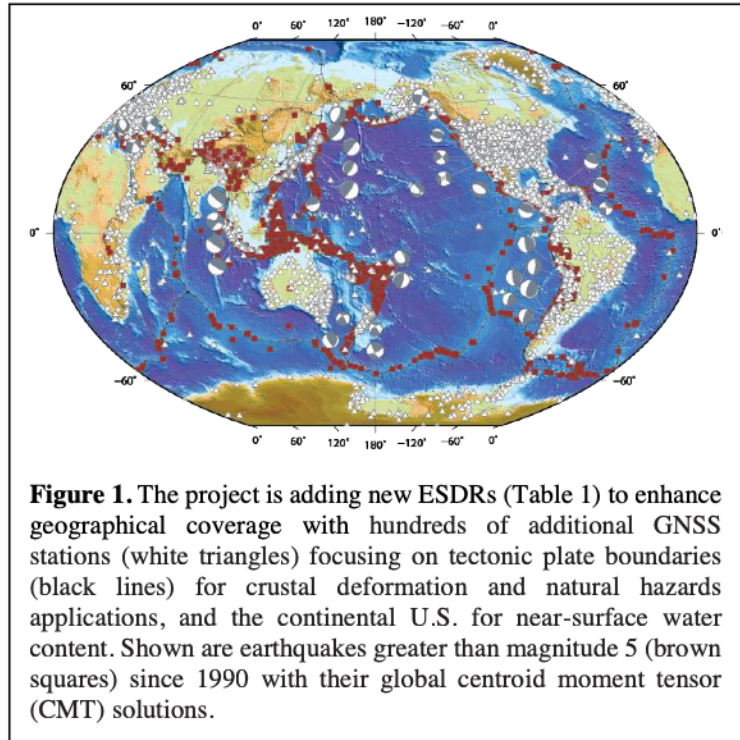 0° 60° 120° 180° −120° −60° 0°
60° 60°
0° 0°
−60° −60°
0° 60° 120° 180° −120° −60° 0°
Figure 1. The project is adding new ESDRs (Table 1) to enhance
geographical coverage with hundreds of additional GNSS
stations (white triangles) focusing on tectonic plate boundaries
(black lines) for crustal deformation and natural hazards
applications, and the continental U.S. for near-surface water
content. Shown are earthquakes greater than magnitude 5 (brown
squares) since 1990 with their global centroid moment tensor
(CMT) solutions.